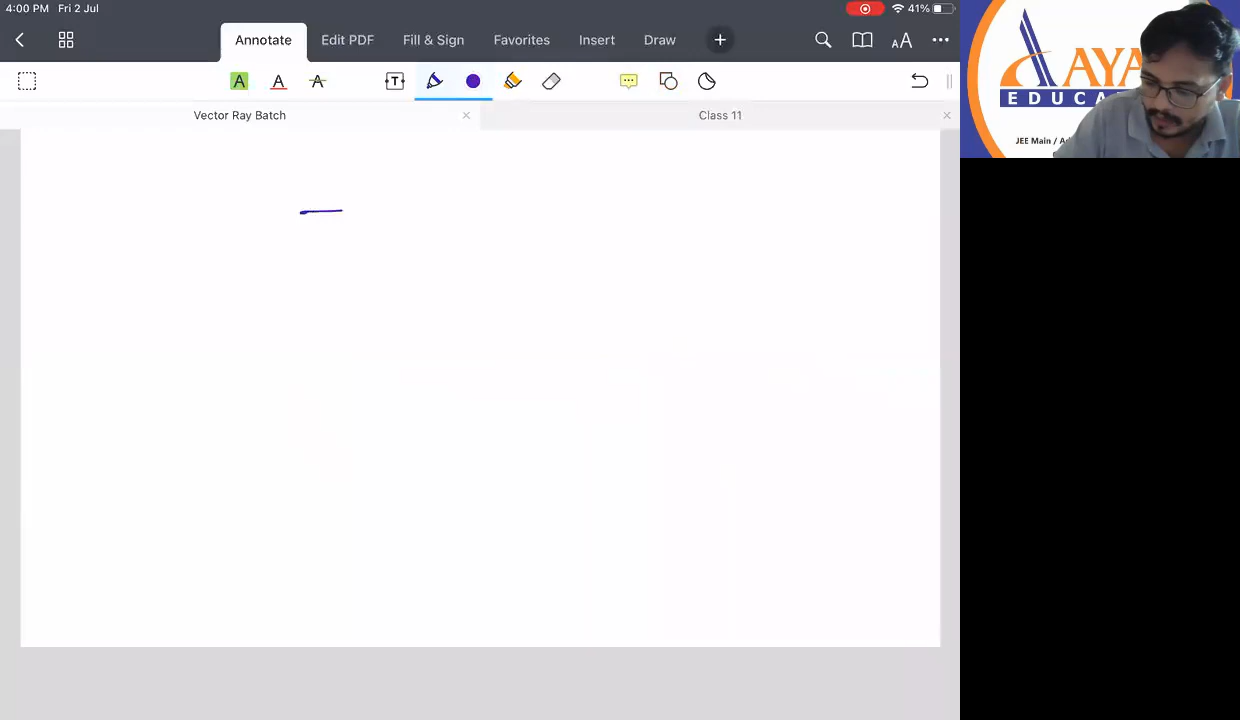 4:00 PM Fri 2 Jul 41%
Annotate Edit PDF Fill & Sign Favorites Insert Draw
Vector Ray Batch Class 11
AYA
EDUCA
JEE Main /